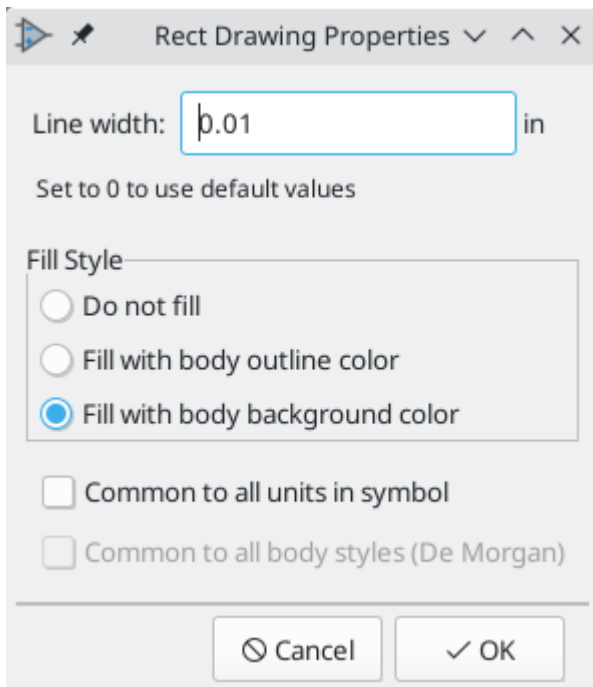 Rect Drawing Properties
Line width: 0.01 in
Set to 0 to use default values
Fill Style
Do not fill
Fill with body outline color
Fill with body background color
Common to all units in symbol
Common to all body styles (De Morgan)
Cancel OK